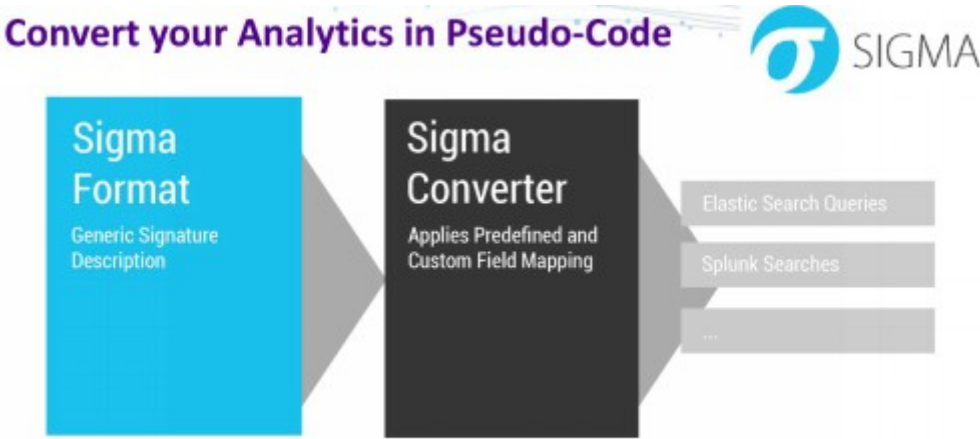 Convert your Analytics in Pseudo-Code
SIGMA
Sigma
Format
Generic Signature
Description
Sigma
Converter
Applies Predefined and
Custom Field Mapping
Elastic Search Queries
Splunk Searches
...